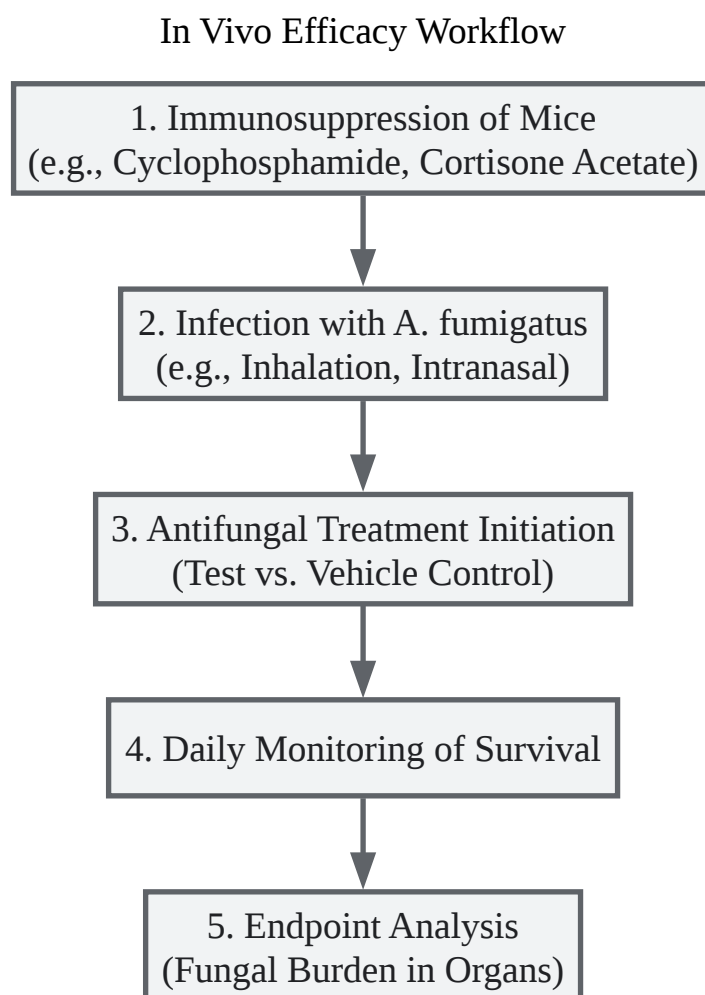 In Vivo Efficacy Workflow
1. Immunosuppression of Mice
(e.g., Cyclophosphamide, Cortisone Acetate)
2. Infection with A. fumigatus
(e.g., Inhalation, Intranasal)
3. Antifungal Treatment Initiation
(Test vs. Vehicle Control)
4. Daily Monitoring of Survival
5. Endpoint Analysis
(Fungal Burden in Organs)